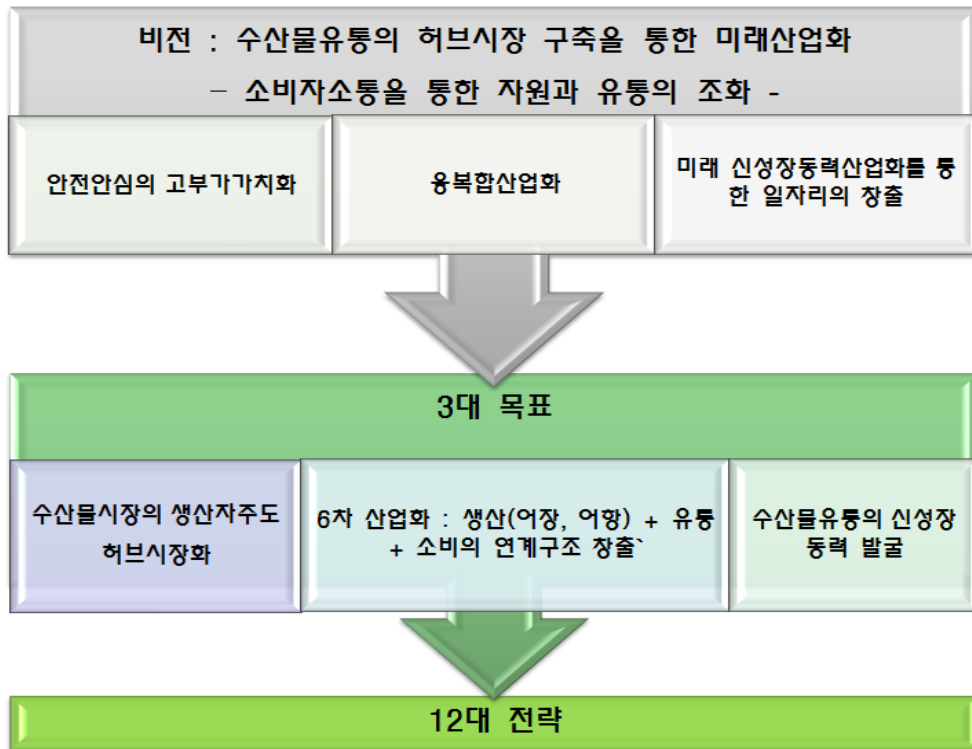 비전 : 수산물유통의 허브시장 구축을 통한 미래산업화
– 소비자소통을 통한 자원과 유통의 조화 -
안전안심의 고부가가치화
융복합산업화
미래 신성장동력산업화를 통
한 일자리의 창출
3대 목표
수산물시장의 생산자주도
허브시장화
6차 산업화 : 생산(어장, 어항) + 유통
+ 소비의 연계구조 창출`
수산물유통의 신성장
동력 발굴
12대 전략